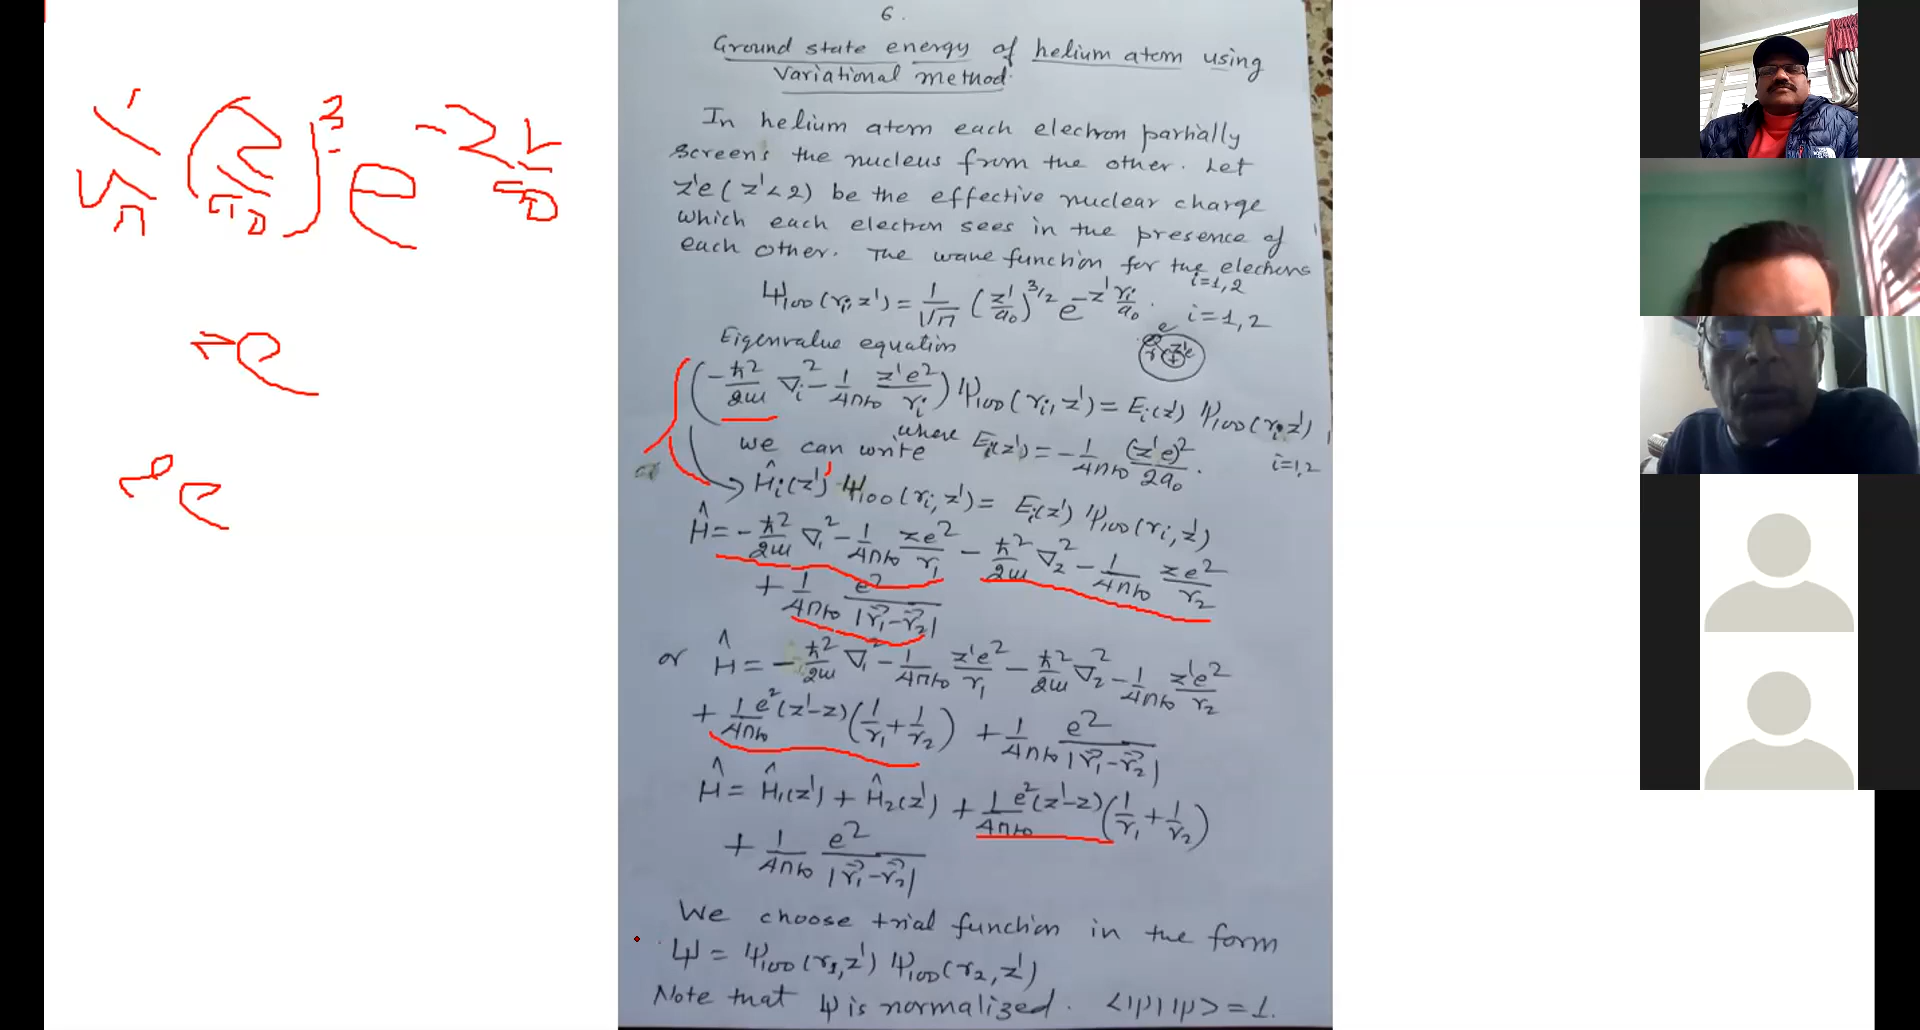 6.
Ground state energy of helium atom using
Variational method.
In helium atom each electron partially
screens the nucleus from the other. Let
z'e (z'<2) be the effective nuclear charge
which each electron sees in the presence of
each other. The wave function for the electrons
i=1,2
ψ₁₀₀(rᵢ, z') = 1/√π (z'/a₀)^3/2 e^-z' rᵢ/a₀ . i=1,2
Eigenvalue equation
e z'e
(-ħ²/2m ∇ᵢ² - 1/4πε₀ z'e²/rᵢ) ψ₁₀₀(rᵢ, z') = Eᵢ(z') ψ₁₀₀(rᵢ z')
we can write where Eᵢ(z') = -1/4πε₀ (z'e)²/2a₀ . i=1,2
Ĥᵢ(z') ψ₁₀₀(rᵢ, z') = Eᵢ(z') ψ₁₀₀(rᵢ, z')
Ĥ = -ħ²/2m ∇₁² - 1/4πε₀ ze²/r₁ - ħ²/2m ∇₂² - 1/4πε₀ ze²/r₂
+ 1/4πε₀ e²/|r⃗₁-r⃗₂|
or Ĥ = -ħ²/2m ∇₁² - 1/4πε₀ z'e²/r₁ - ħ²/2m ∇₂² - 1/4πε₀ z'e²/r₂
+ 1/4πε₀ e²(z'-z)(1/r₁ + 1/r₂) + 1/4πε₀ e²/|r⃗₁-r⃗₂|
Ĥ = Ĥ₁(z') + Ĥ₂(z') + 1/4πε₀ e²(z'-z)(1/r₁ + 1/r₂)
+ 1/4πε₀ e²/|r⃗₁-r⃗₂|
We choose trial function in the form
ψ = ψ₁₀₀(r₁, z') ψ₁₀₀(r₂, z')
Note that ψ is normalized. <ψ|ψ> = 1.